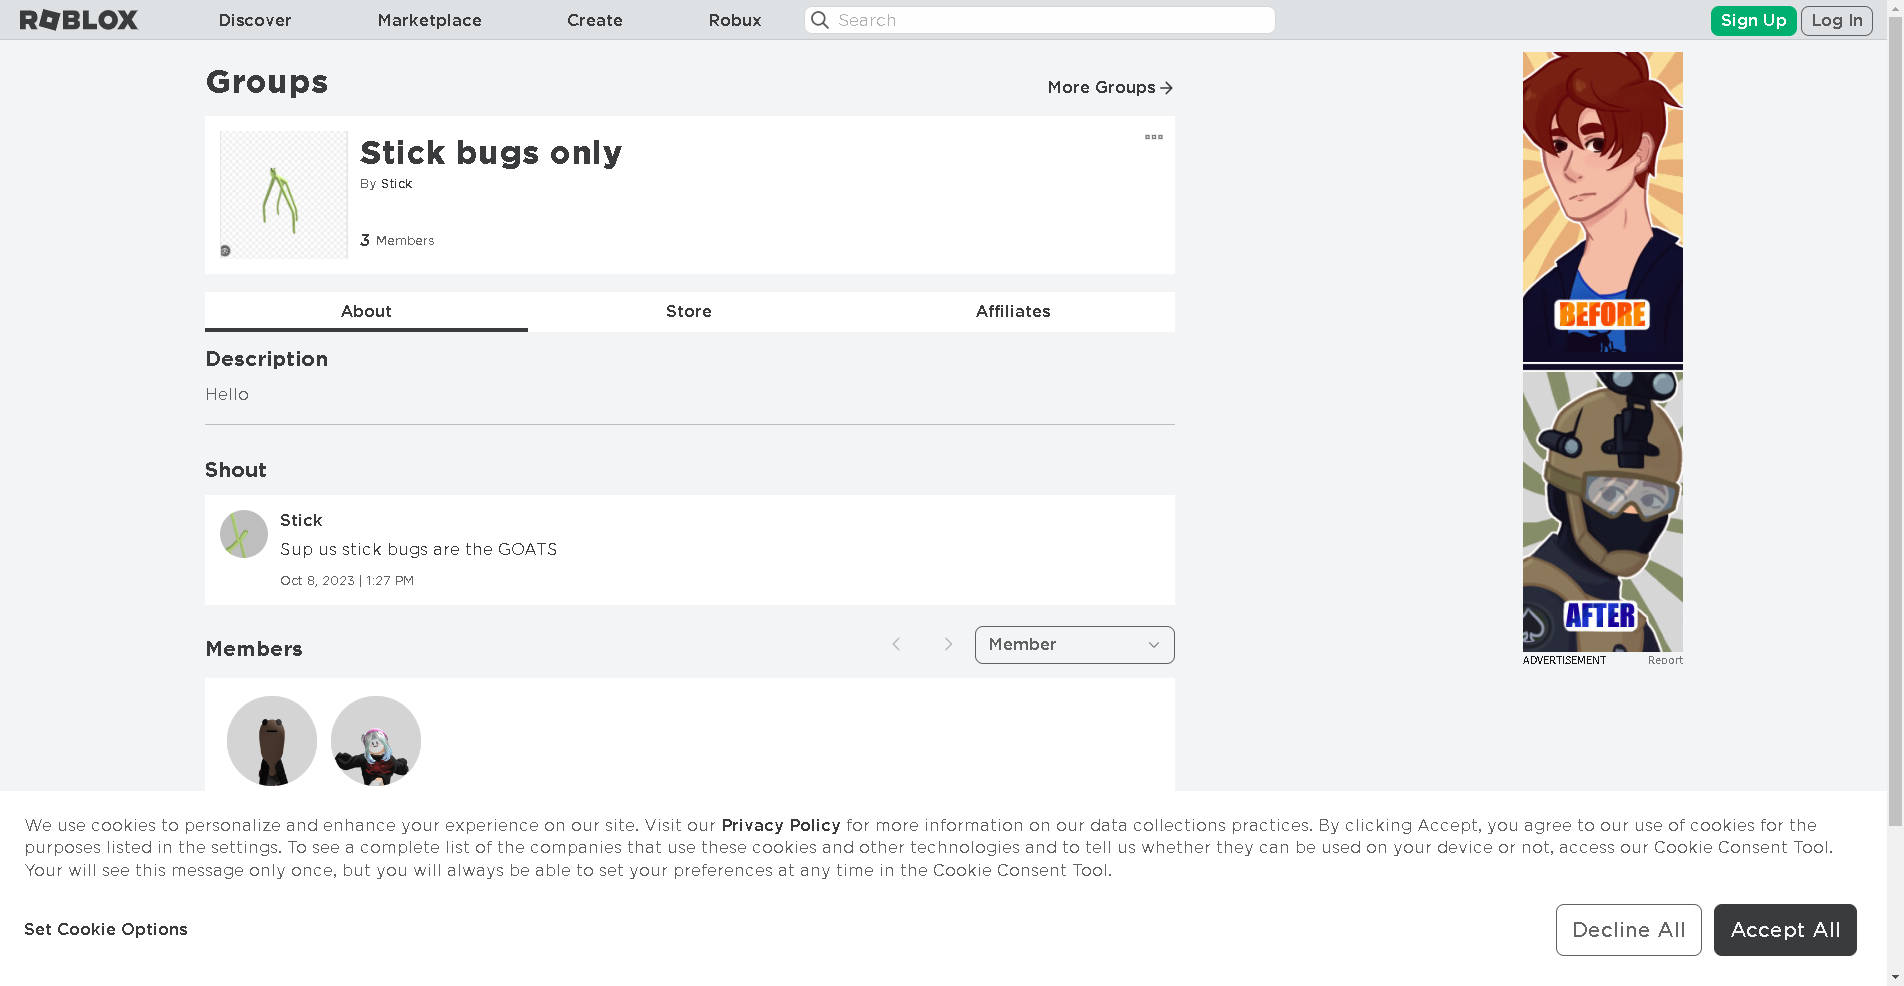 ROBLOX
Discover
Marketplace
Create
Robux
Search
Sign Up
Log In
Groups
More Groups
Stick bugs only
By Stick
3 Members
About
Store
Affiliates
Description
Hello
Shout
Stick
Sup us stick bugs are the GOATS
Oct 8, 2023 | 1:27 PM
Members
Member
BEFORE
AFTER
ADVERTISEMENT
Report
We use cookies to personalize and enhance your experience on our site. Visit our Privacy Policy for more information on our data collections practices. By clicking Accept, you agree to our use of cookies for the
purposes listed in the settings. To see a complete list of the companies that use these cookies and other technologies and to tell us whether they can be used on your device or not, access our Cookie Consent Tool.
Your will see this message only once, but you will always be able to set your preferences at any time in the Cookie Consent Tool.
Set Cookie Options
Decline All
Accept All